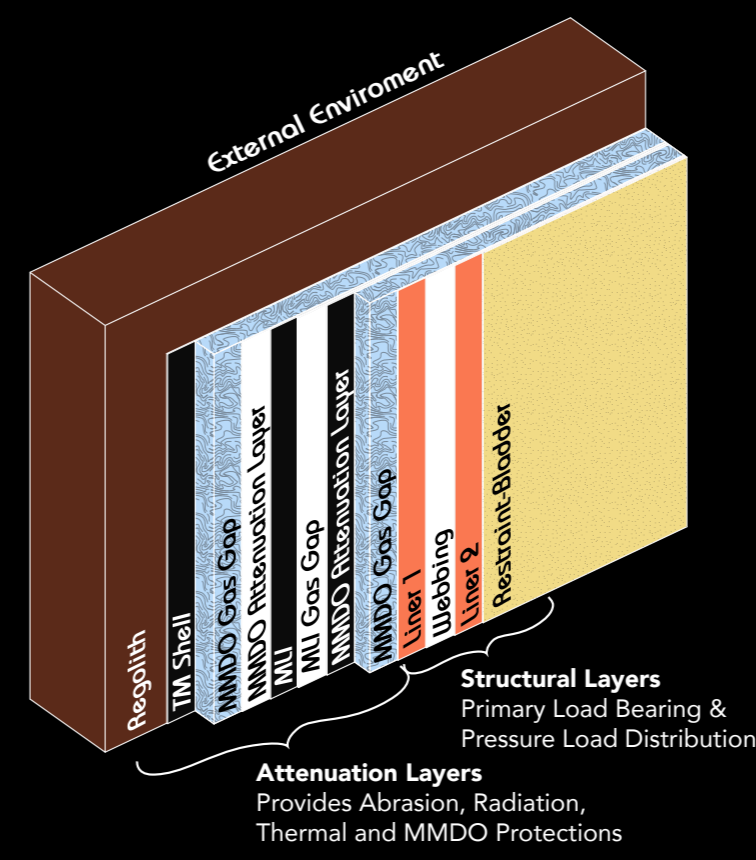 External Enviroment
Regolith
TM Shell
MMDO Gas Gap
MMDO Attenuation Layer
MLI
MLI Gas Gap
MMDO Attenuation Layer
MMDO Gas Gap
Liner 1
Webbing
Liner 2
Restraint-Bladder
Structural Layers
Primary Load Bearing &
Pressure Load Distribution
Attenuation Layers
Provides Abrasion, Radiation,
Thermal and MMDO Protections